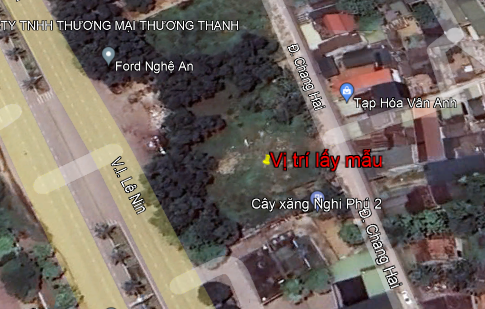 TY TNHH THƯƠNG MẠI THƯƠNG THANH
Ford Nghệ An
Đ. Chang Hai
Tạp Hóa Vân Anh
Vị trí lấy mẫu
V.I. Lê Nin
Cây xăng Nghi Phú 2
Đ. Chang Hai